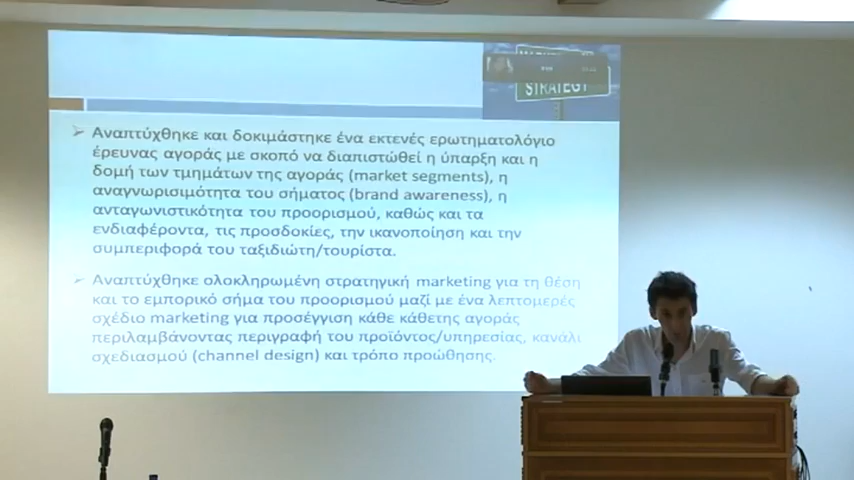 STRATEGY
Αναπτύχθηκε και δοκιμάστηκε ένα εκτενές ερωτηματολόγιο
έρευνας αγοράς με σκοπό να διαπιστωθεί η ύπαρξη και η
δομή των τμημάτων της αγοράς (market segments), η
αναγνωρισιμότητα του σήματος (brand awareness), η
ανταγωνιστικότητα του προορισμού, καθώς και τα
ενδιαφέροντα, τις προσδοκίες, την ικανοποίηση και την
συμπεριφορά του ταξιδιώτη/τουρίστα.
Αναπτύχθηκε ολοκληρωμένη στρατηγική marketing για τη θέση
και το εμπορικό σήμα του προορισμού μαζί με ένα λεπτομερές
σχέδιο marketing για προσέγγιση κάθε κάθετης αγοράς
περιλαμβάνοντας περιγραφή του προϊόντος/υπηρεσίας, κανάλι
σχεδιασμού (channel design) και τρόπο προώθησης.